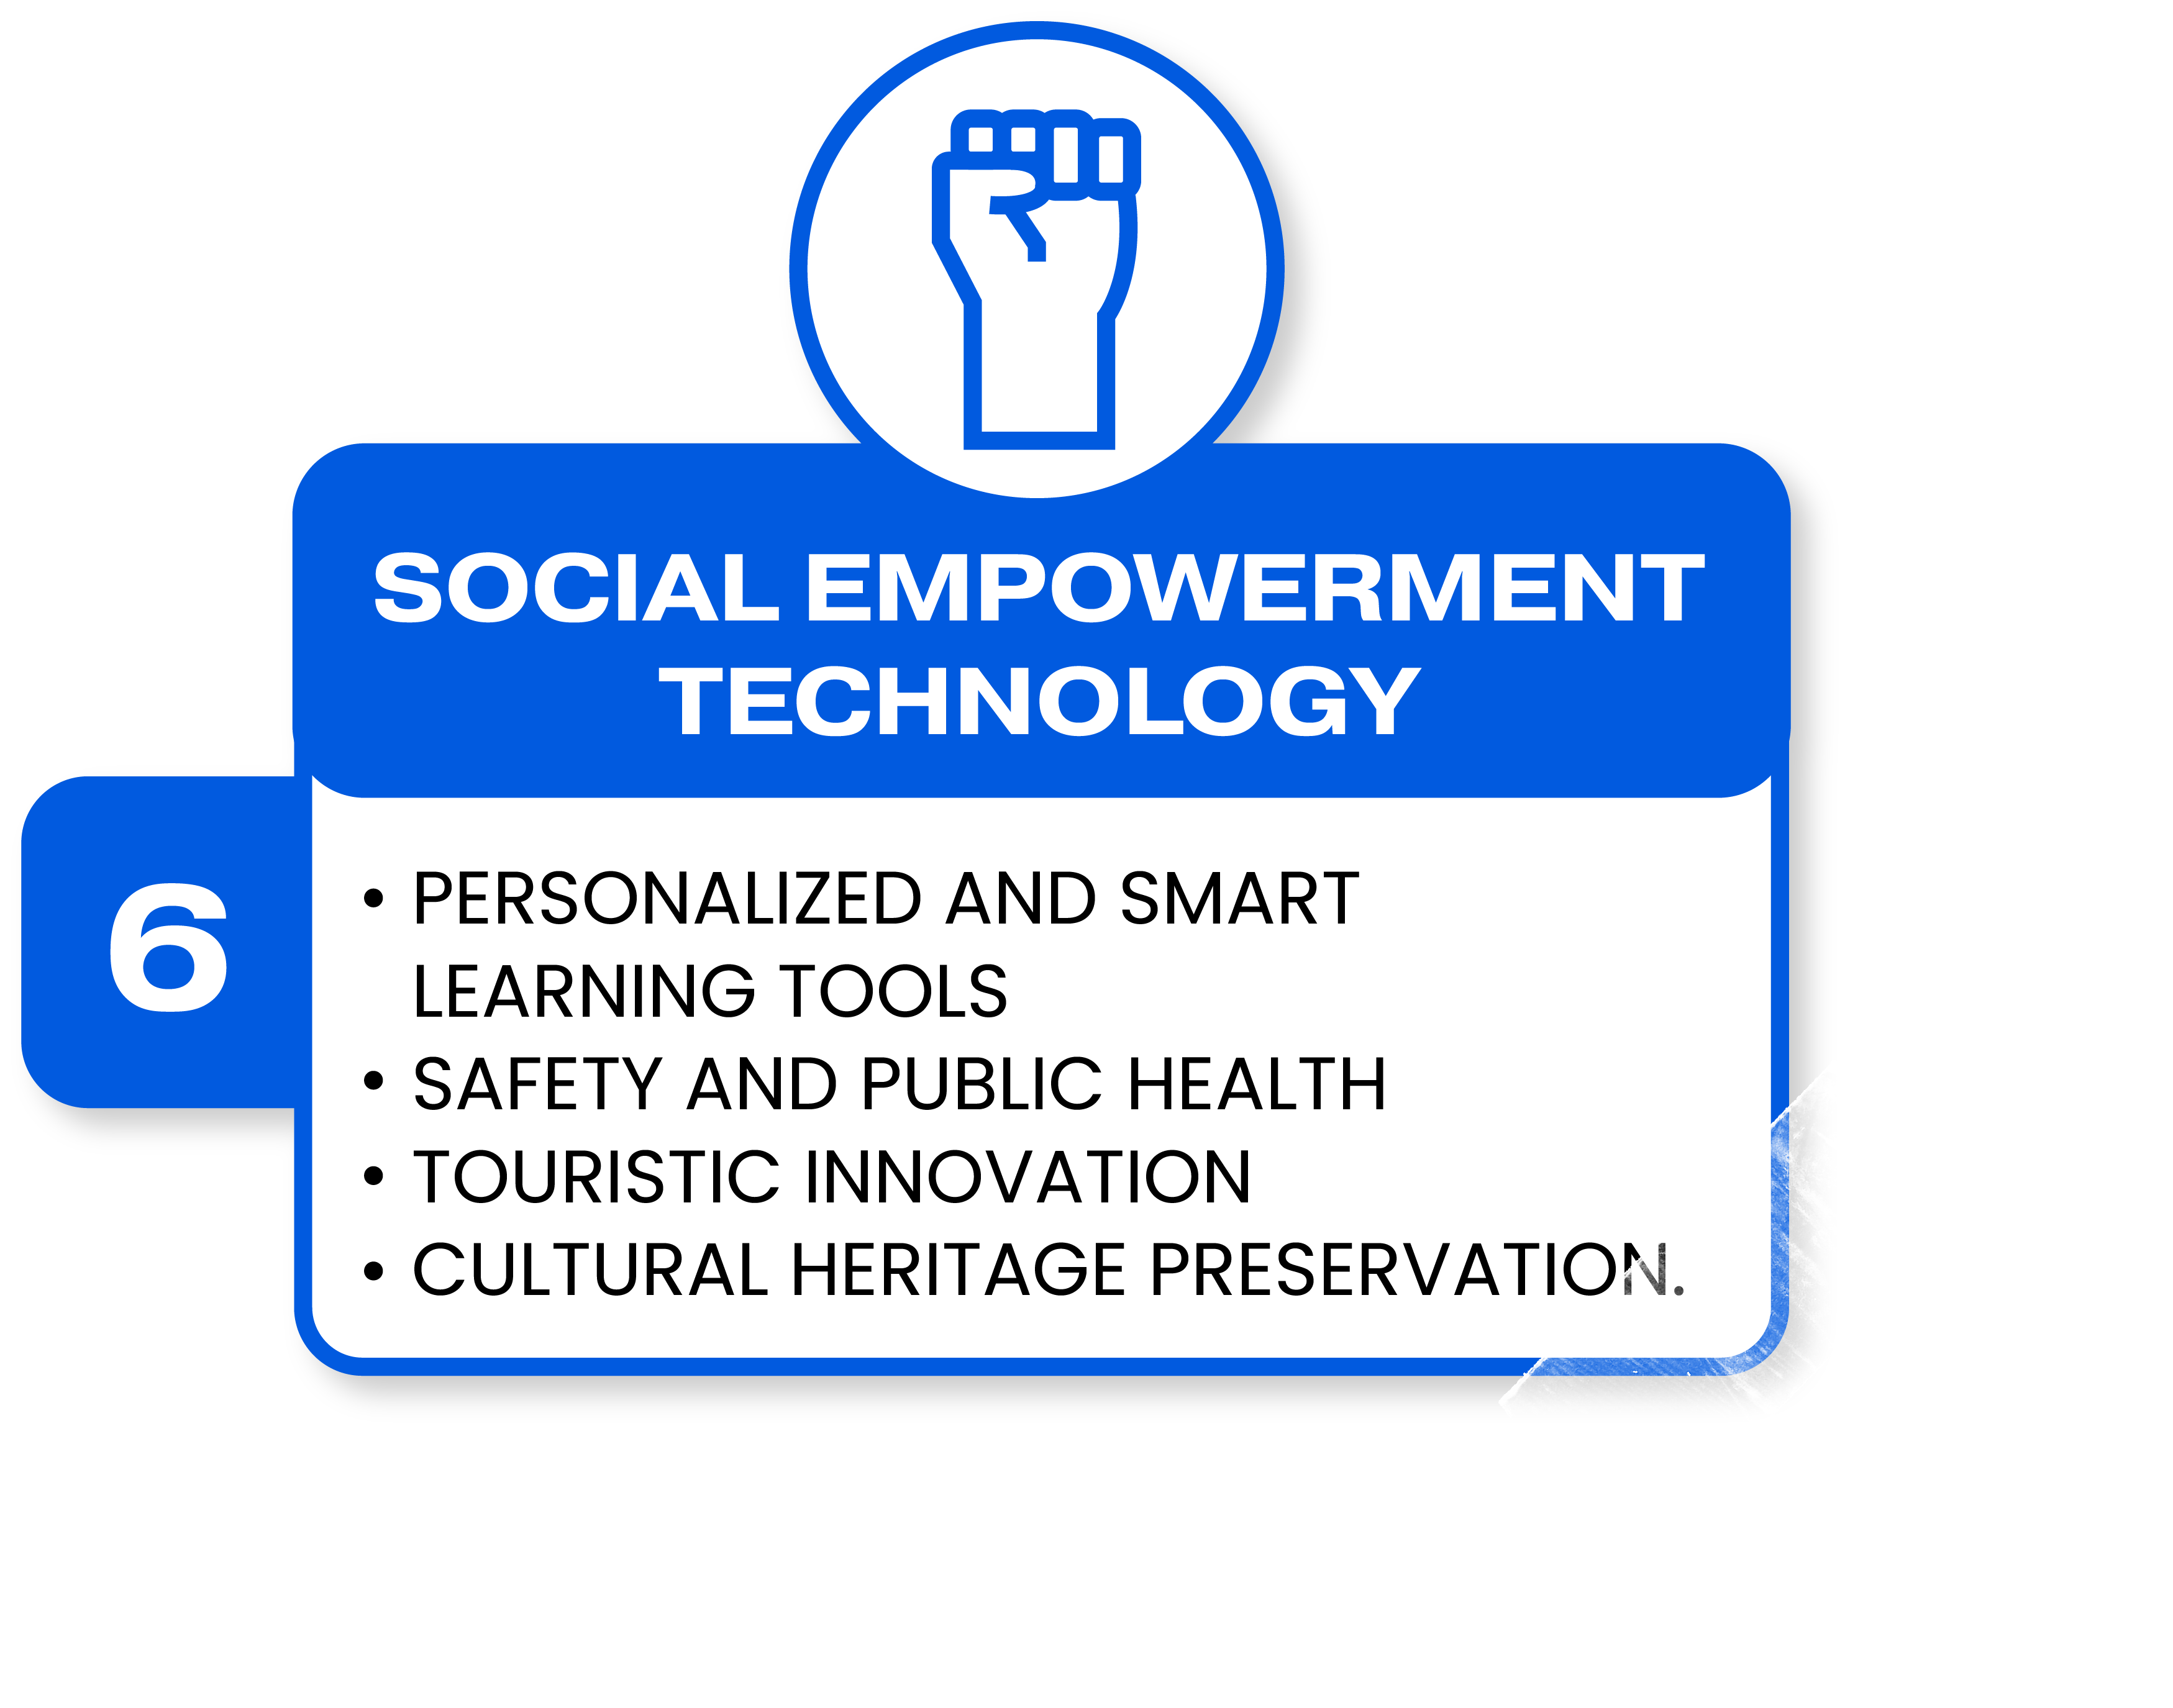 SOCIAL EMPOWERMENT
TECHNOLOGY
6
• PERSONALIZED AND SMART
LEARNING TOOLS
• SAFETY AND PUBLIC HEALTH
• TOURISTIC INNOVATION
• CULTURAL HERITAGE PRESERVATION.